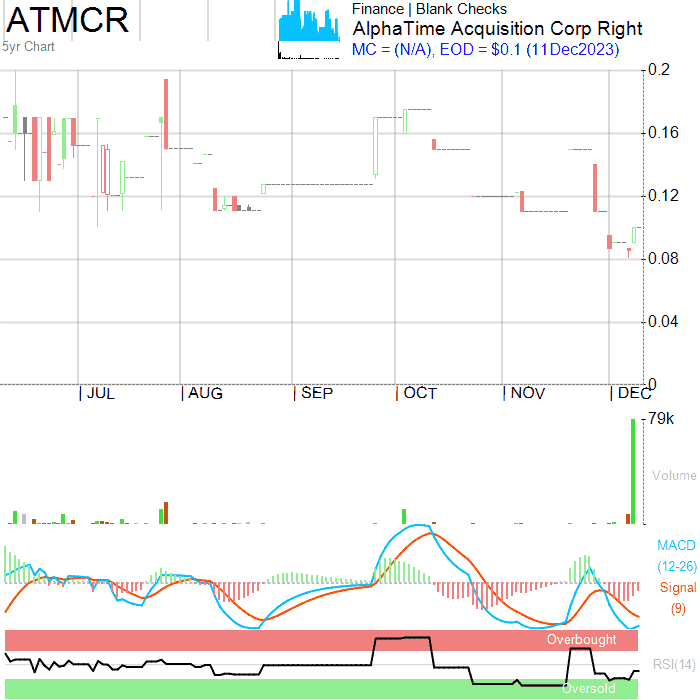 ATMCR
5yr Chart
Finance | Blank Checks
AlphaTime Acquisition Corp Right
MC = (N/A), EOD = $0.1 (11Dec2023)
0.2
0.16
0.12
0.08
0.04
0
| JUL | AUG | SEP | OCT | NOV | DEC
79k
Volume
MACD
(12-26)
Signal
(9)
Overbought
RSI(14)
Oversold